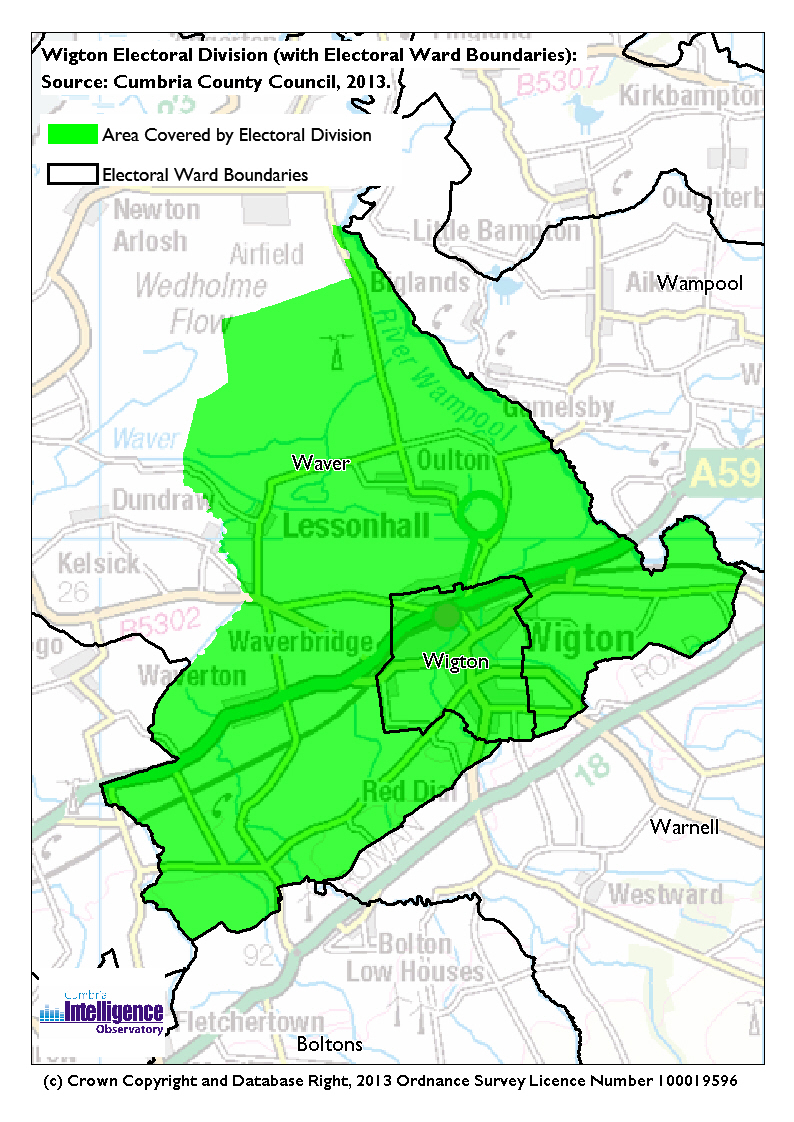 Wigton Electoral Division (with Electoral Ward Boundaries):
Source: Cumbria County Council, 2013.
B5307
Kirkbampton
Area Covered by Electoral Division
Electoral Ward Boundaries
Newton
Arlosh
Airfield
Little Bampton
Wedholme
Flow
Biglands
Wampool
River Wampool
Gamelsby
Waver
Waver
Oulton
A59
Dundraw
Lessonhall
Kelsick
26
B5302
Waverbridge
Wigton
Wigton
Waverton
ROAD
18
Red Dial
Warnell
Westward
92
Bolton
Low Houses
Cumbria
Intelligence
Observatory
Fletchertown
Boltons
(c) Crown Copyright and Database Right, 2013 Ordnance Survey Licence Number 100019596